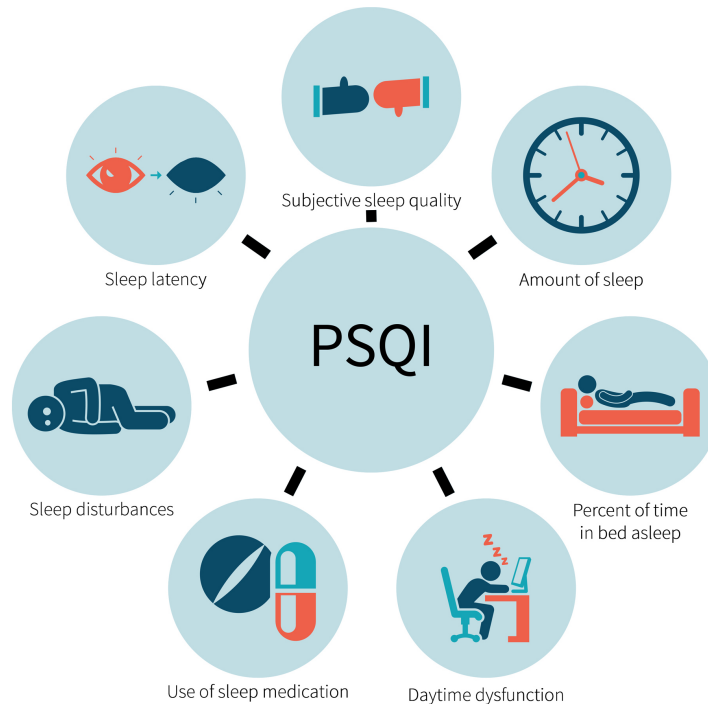 Subjective sleep quality
Sleep latency
Amount of sleep
PSQI
Sleep disturbances
Percent of time
in bed asleep
Use of sleep medication
Daytime dysfunction